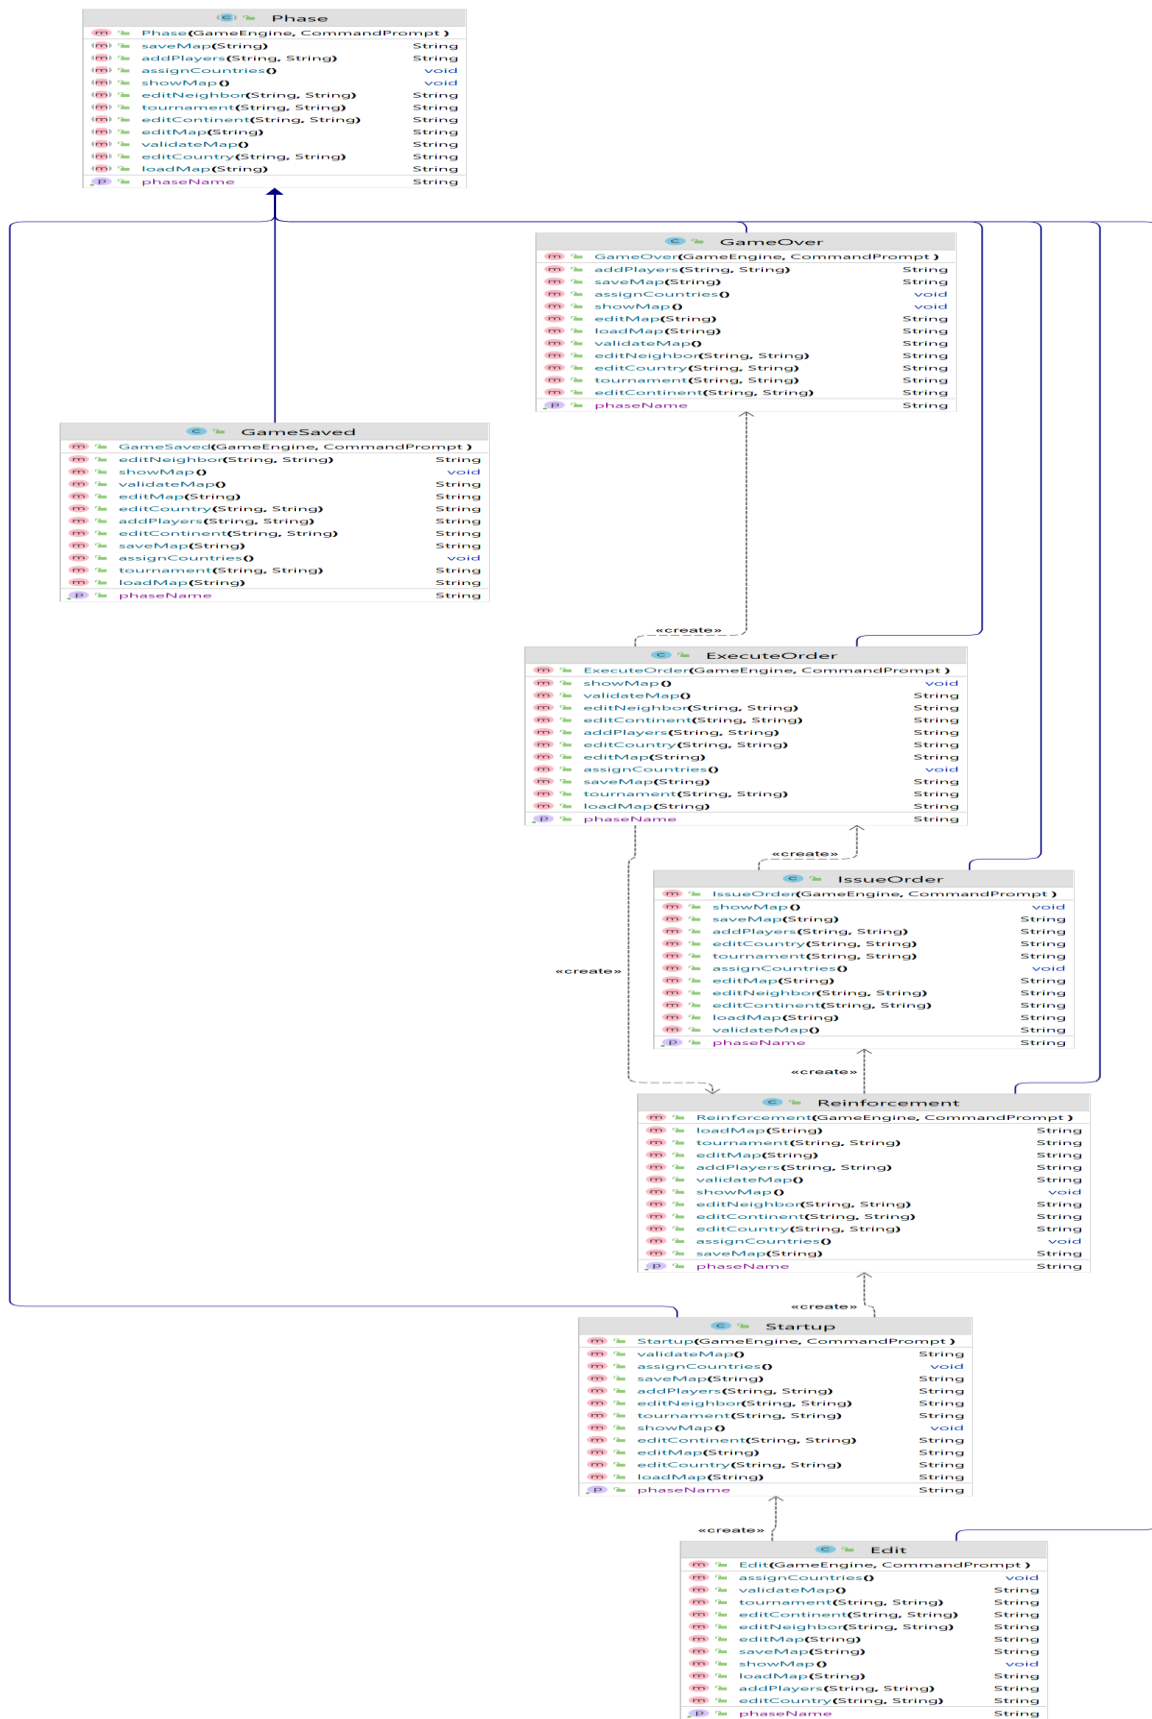 Phase
Phase(GameEngine, CommandPrompt )
saveMap(String) String
addPlayers(String, String) String
assignCountries() void
showMap() void
editNeighbor(String, String) String
tournament(String, String) String
editContinent(String, String) String
editMap(String) String
validateMap() String
editCountry(String, String) String
loadMap(String) String
phaseName String
GameOver
GameOver(GameEngine, CommandPrompt )
addPlayers(String, String) String
saveMap(String) String
assignCountries() void
showMap() void
editMap(String) String
loadMap(String) String
validateMap() String
editNeighbor(String, String) String
editCountry(String, String) String
tournament(String, String) String
editContinent(String, String) String
phaseName String
GameSaved
GameSaved(GameEngine, CommandPrompt )
editNeighbor(String, String) String
showMap() void
validateMap() String
editMap(String) String
editCountry(String, String) String
addPlayers(String, String) String
editContinent(String, String) String
saveMap(String) String
assignCountries() void
tournament(String, String) String
loadMap(String) String
phaseName String
«create»
ExecuteOrder
ExecuteOrder(GameEngine, CommandPrompt )
showMap() void
validateMap() String
editNeighbor(String, String) String
editContinent(String, String) String
addPlayers(String, String) String
editCountry(String, String) String
editMap(String) String
assignCountries() void
saveMap(String) String
tournament(String, String) String
loadMap(String) String
phaseName String
«create»
IssueOrder
IssueOrder(GameEngine, CommandPrompt )
showMap() void
saveMap(String) String
addPlayers(String, String) String
editCountry(String, String) String
tournament(String, String) String
assignCountries() void
«create»
editMap(String) String
editNeighbor(String, String) String
editContinent(String, String) String
loadMap(String) String
validateMap() String
phaseName String
«create»
Reinforcement
Reinforcement(GameEngine, CommandPrompt )
loadMap(String) String
tournament(String, String) String
editMap(String) String
addPlayers(String, String) String
validateMap() String
showMap() void
editNeighbor(String, String) String
editContinent(String, String) String
editCountry(String, String) String
assignCountries() void
saveMap(String) String
phaseName String
«create»
Startup
Startup(GameEngine, CommandPrompt )
validateMap() String
assignCountries() void
saveMap(String) String
addPlayers(String, String) String
editNeighbor(String, String) String
tournament(String, String) String
showMap() void
editContinent(String, String) String
editMap(String) String
editCountry(String, String) String
loadMap(String) String
phaseName String
«create»
Edit
Edit(GameEngine, CommandPrompt )
assignCountries() void
validateMap() String
tournament(String, String) String
editContinent(String, String) String
editNeighbor(String, String) String
editMap(String) String
saveMap(String) String
showMap() void
loadMap(String) String
addPlayers(String, String) String
editCountry(String, String) String
phaseName String